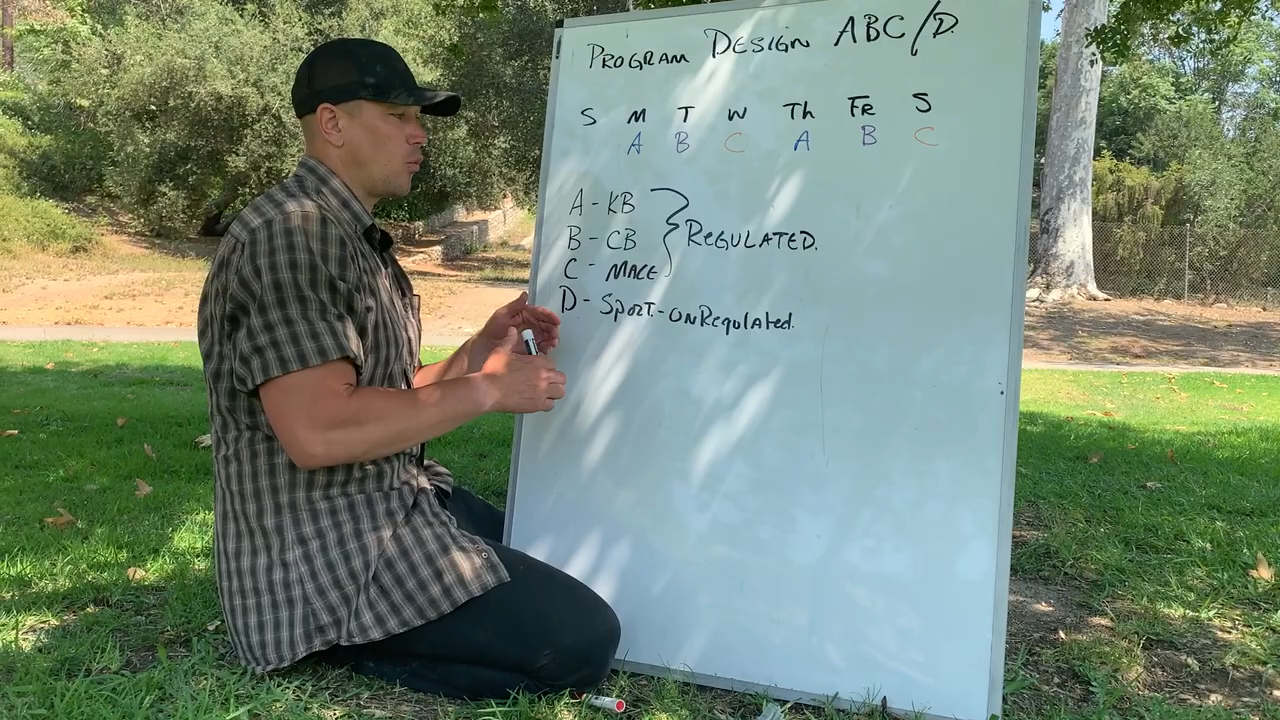 PROGRAM DESIGN ABC/D
S M T W Th FR S
A B C A B C
A - KB
B - CB
C - MACE
REGULATED.
D - SPORT - UNRegulated.